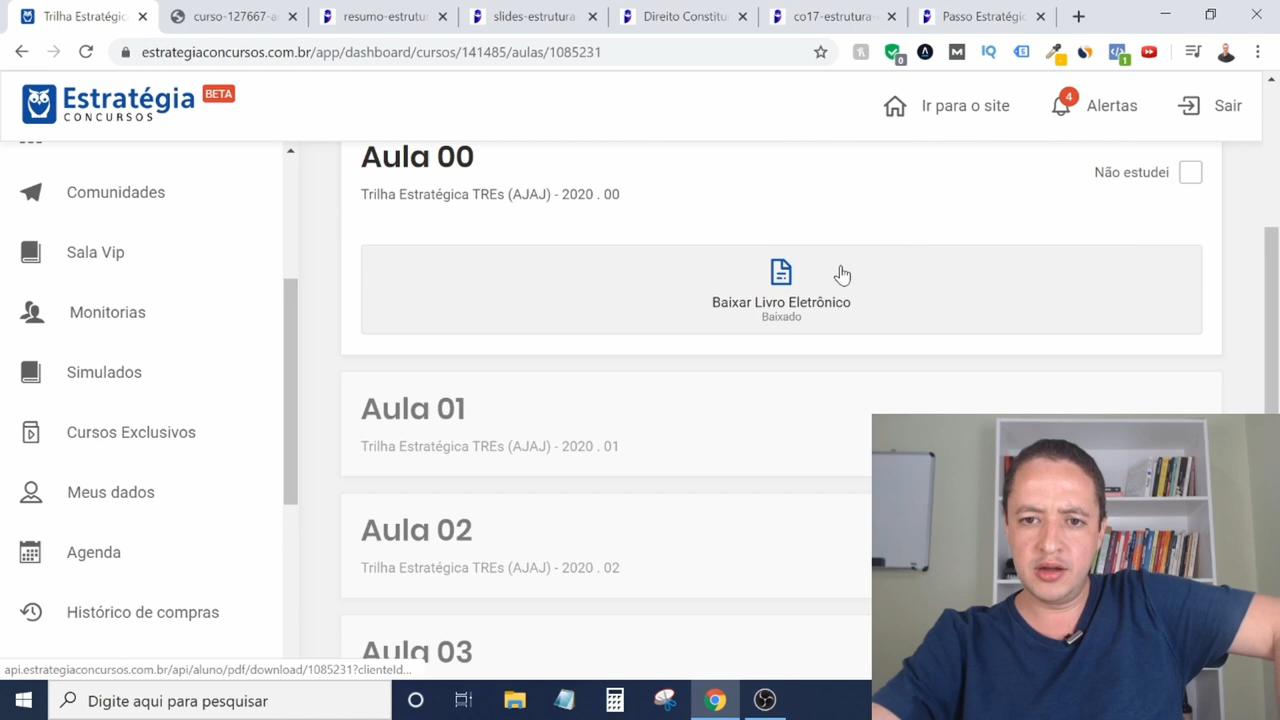 Trilha Estratégic
curso-127667-a
resumo-estrutu
slides-estrutura
Direito Constitu
co17-estrutura-
Passo Estratégic
estrategiaconcursos.com.br/app/dashboard/cursos/141485/aulas/1085231
0
1
Estratégia BETA
CONCURSOS
Ir para o site
4
Alertas
Sair
Comunidades
Sala Vip
Monitorias
Simulados
Cursos Exclusivos
Meus dados
Agenda
Histórico de compras
Aula 00
Trilha Estratégica TREs (AJAJ) - 2020 . 00
Não estudei
Baixar Livro Eletrônico
Baixado
Aula 01
Trilha Estratégica TREs (AJAJ) - 2020 . 01
Aula 02
Trilha Estratégica TREs (AJAJ) - 2020 . 02
Aula 03
api.estrategiaconcursos.com.br/api/aluno/pdf/download/1085231?clienteId...
Digite aqui para pesquisar